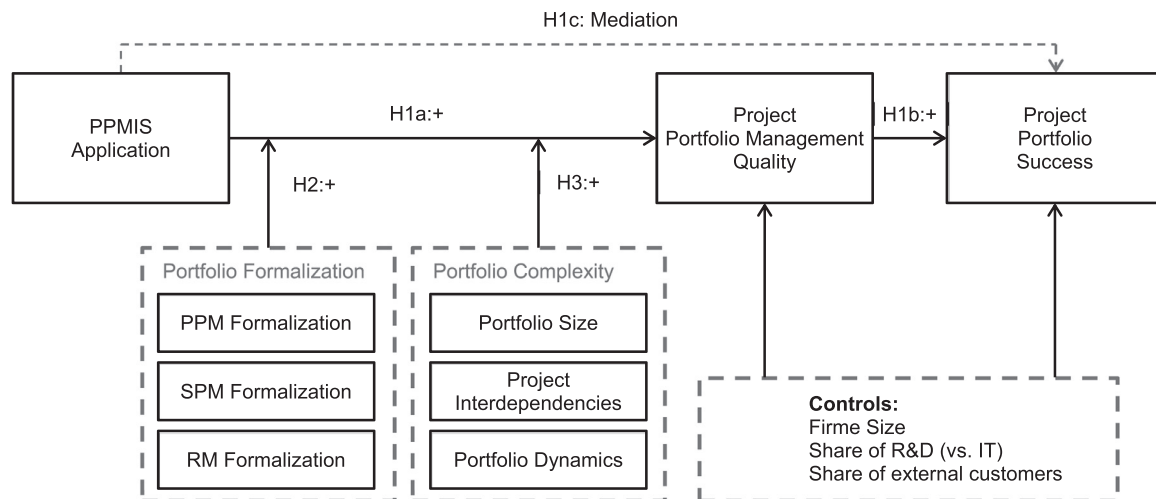 H1c: Mediation
PPMIS
Application
H1a:+
Project
Portfolio Management
Quality
H1b:+
Project
Portfolio
Success
H2:+
H3:+
Portfolio Formalization
PPM Formalization
SPM Formalization
RM Formalization
Portfolio Complexity
Portfolio Size
Project
Interdependencies
Portfolio Dynamics
Controls:
Firme Size
Share of R&D (vs. IT)
Share of external customers